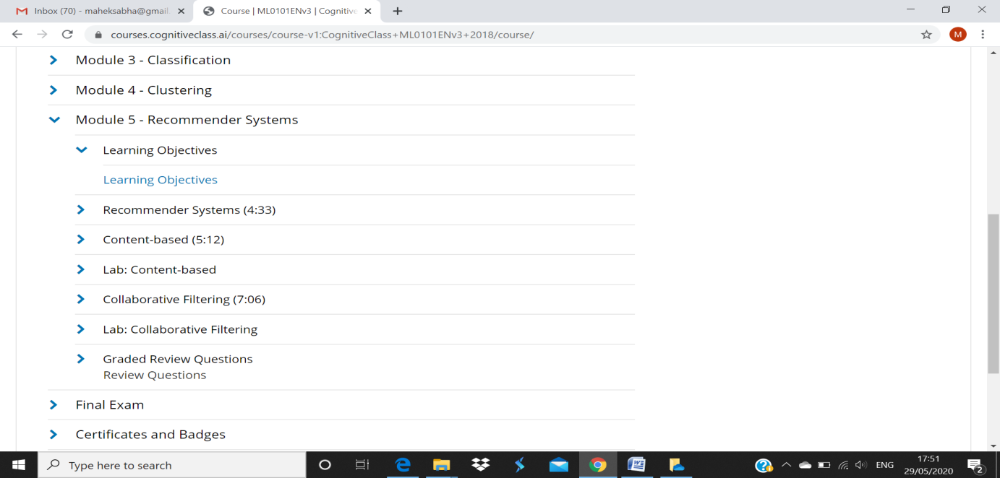 Inbox (70) - maheksabha@gmail
Course | ML0101ENv3 | Cognitive
courses.cognitiveclass.ai/courses/course-v1:CognitiveClass+ML0101ENv3+2018/course/
M
Module 3 - Classification
Module 4 - Clustering
Module 5 - Recommender Systems
Learning Objectives
Learning Objectives
Recommender Systems (4:33)
Content-based (5:12)
Lab: Content-based
Collaborative Filtering (7:06)
Lab: Collaborative Filtering
Graded Review Questions
Review Questions
Final Exam
Certificates and Badges
Type here to search
ENG
17:51
29/05/2020
2